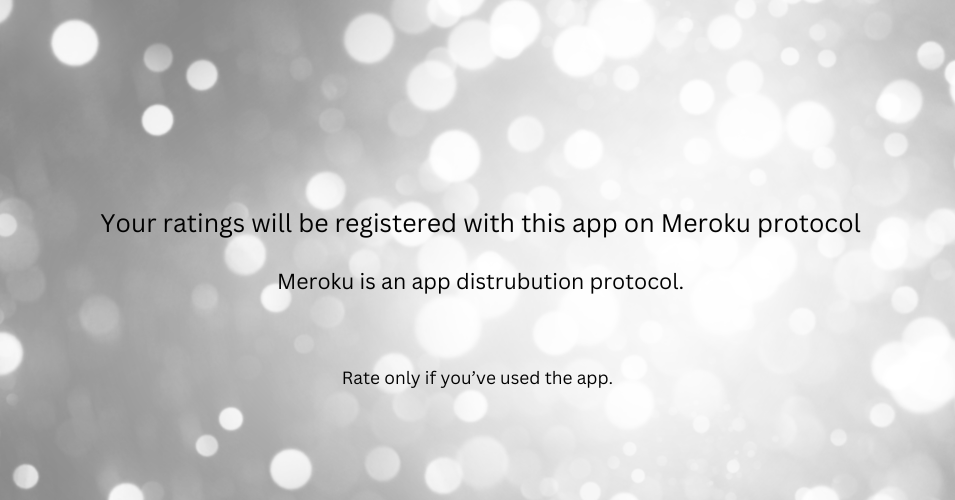 Your ratings will be registered with this app on Meroku protocol
Meroku is an app distrubution protocol.
Rate only if you’ve used the app.